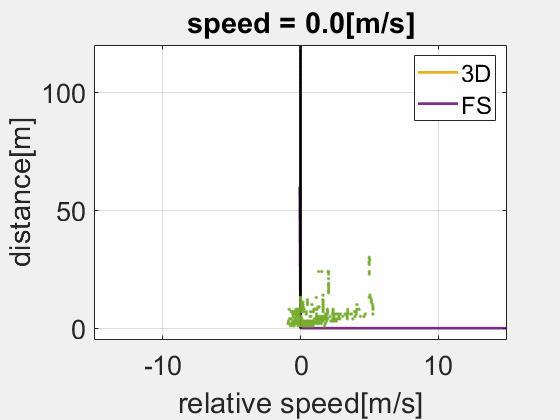 speed = 0.0[m/s]
3D
FS
100
50
0
distance[m]
-10 0 10
relative speed[m/s]